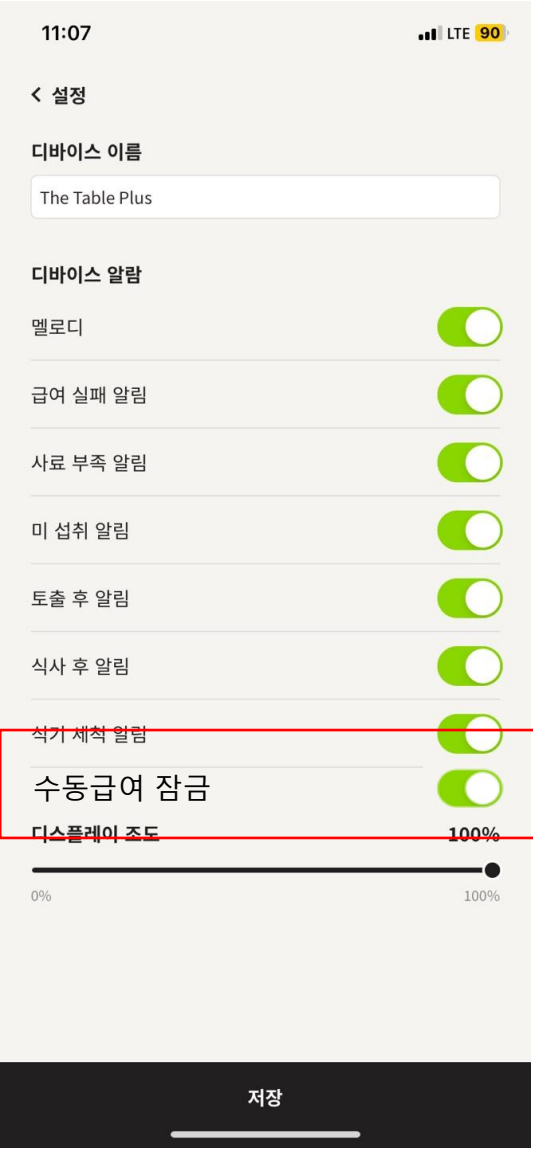 11:07
LTE 90
설정
디바이스 이름
The Table Plus
디바이스 알람
멜로디
급여 실패 알림
사료 부족 알림
미 섭취 알림
토출 후 알림
식사 후 알림
식기 세척 알림
수동급여 잠금
디스플레이 조도 100%
0% 100%
저장